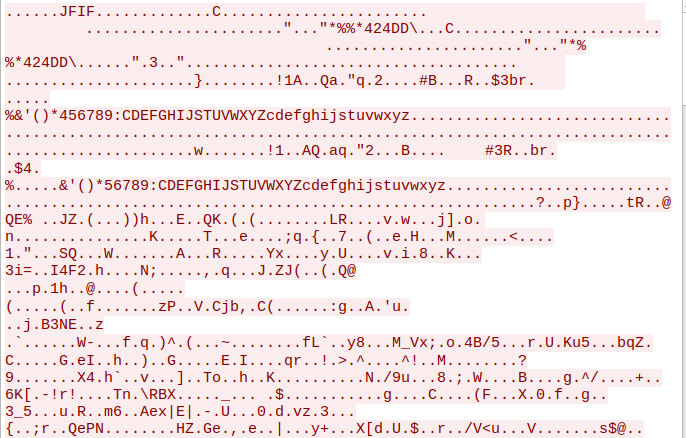 ......JFIF.............C.......................
......................"..."*%%*424DD\...C.......................
......................"..."*%
%*424DD\......".3..".....................................
.....................}........!1A..Qa."q.2....#B...R..$3br.
.....
%&'()*456789:CDEFGHIJSTUVWXYZcdefghijstuvwxyz.............................
..........................................................................
.....................w.......!1..AQ.aq."2...B....    #3R..br.
.$4.
%.....&'()*56789:CDEFGHIJSTUVWXYZcdefghijstuvwxyz.........................
...........................................................?..p}.....tR..@
QE% ..JZ.(...))h...E..QK.(.(........LR....v.w...j].o.
n...............K.....T...e....;q.{..7..(..e.H...M......<....
1."...SQ...W.......A...R.....Yx....y.U....v.i.8..K...
3i=..I4F2.h....N;.....,.q...J.ZJ(..(.Q@
...p.1h..@....(.....
(.....(..f.......zP..V.Cjb,.C(......:g..A.'u.
..j.B3NE..z
.`......W-...f.q.)^.(...~........fL`..y8...M_Vx;.o.4B/5...r.U.Ku5...bqZ.
C.....G.eI..h..)..G.....E.I....qr..!.>.^....^!..M........?
9.......X4.h`..v...]..To..h..K..........N./9u...8.;.W....B....g.^/....+..
6K[.-!r!....Tn.\RBX....._... .$...........g....C....(F...X.0.f..g..
3_5...u.R..m6..Aex|E|.-.U...0.d.vz.3...
{..;r..QePN........HZ.Ge.,.e..|...y+...X[d.U.$..r../V<u...V.......s$@..